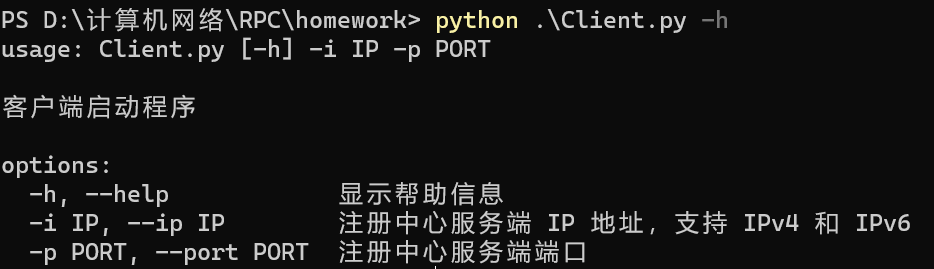 PS D:\计算机网络\RPC\homework> python .\Client.py -h
usage: Client.py [-h] -i IP -p PORT
客户端启动程序
options:
-h, --help 显示帮助信息
-i IP, --ip IP 注册中心服务端 IP 地址, 支持 IPv4 和 IPv6
-p PORT, --port PORT 注册中心服务端端口